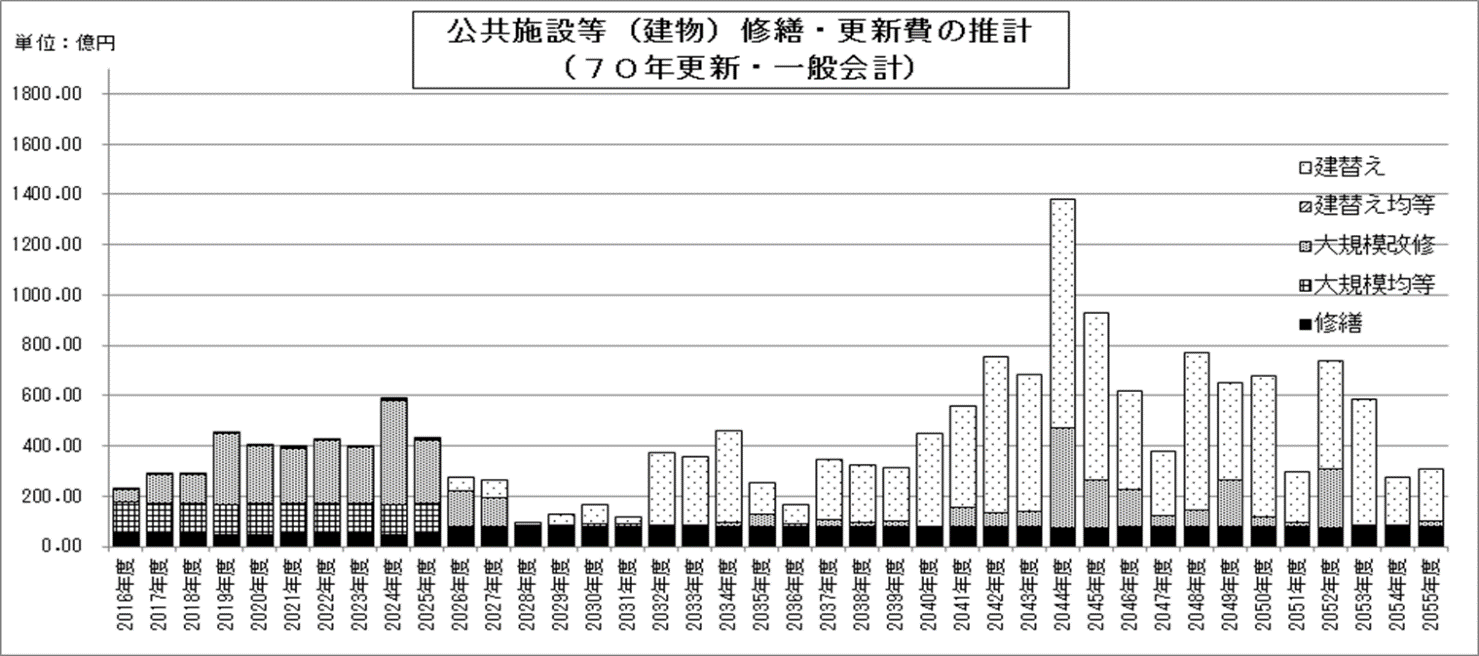 公共施設等（建物）修繕・更新費の推計
（７０年更新・一般会計）
単位：億円
1800.00
1600.00
1400.00
1200.00
1000.00
800.00
600.00
400.00
200.00
0.00
建替え
建替え均等
大規模改修
大規模均等
修繕
2016年度
2017年度
2018年度
2019年度
2020年度
2021年度
2022年度
2023年度
2024年度
2025年度
2026年度
2027年度
2028年度
2029年度
2030年度
2031年度
2032年度
2033年度
2034年度
2035年度
2036年度
2037年度
2038年度
2039年度
2040年度
2041年度
2042年度
2043年度
2044年度
2045年度
2046年度
2047年度
2048年度
2049年度
2050年度
2051年度
2052年度
2053年度
2054年度
2055年度